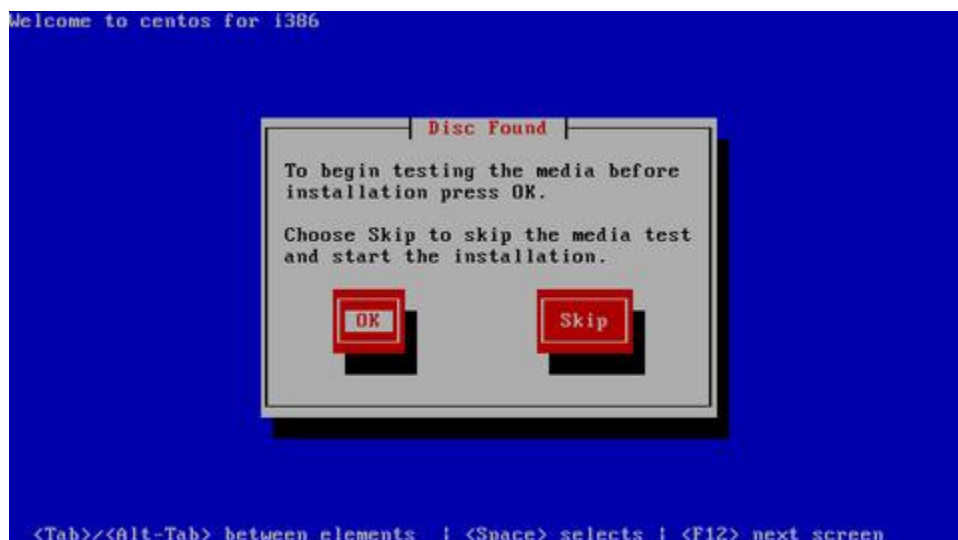 Welcome to centos for i386
Disc Found
To begin testing the media before
installation press OK.
Choose Skip to skip the media test
and start the installation.
OK Skip
<Tab>/<Alt-Tab> between elements | <Space> selects | <F12> next screen